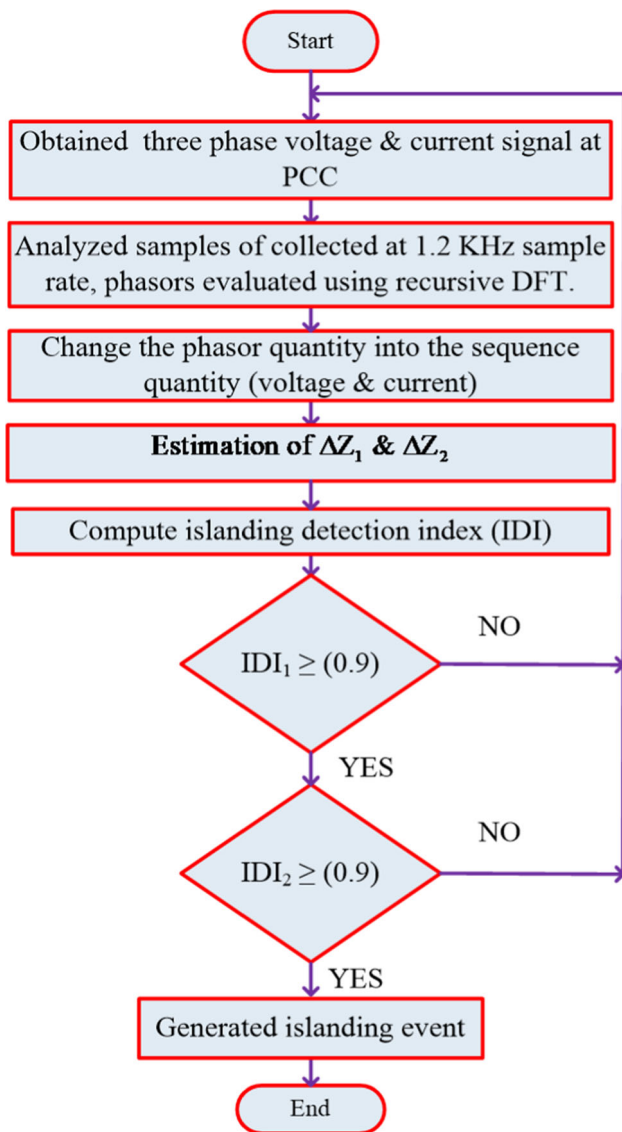 Start
Obtained three phase voltage & current signal at
PCC
Analyzed samples of collected at 1.2 KHz sample
rate, phasors evaluated using recursive DFT.
Change the phasor quantity into the sequence
quantity (voltage & current)
Estimation of ΔZ₁ & ΔZ₂
Compute islanding detection index (IDI)
IDI₁ ≥ (0.9)
NO
YES
IDI₂ ≥ (0.9)
NO
YES
Generated islanding event
End